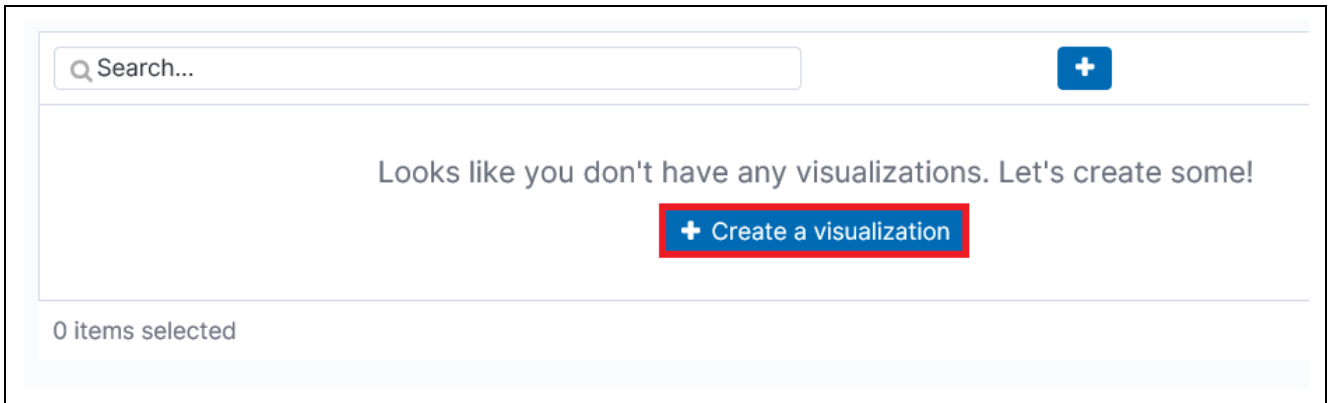 Search...
Looks like you don't have any visualizations. Let's create some!
+ Create a visualization
0 items selected